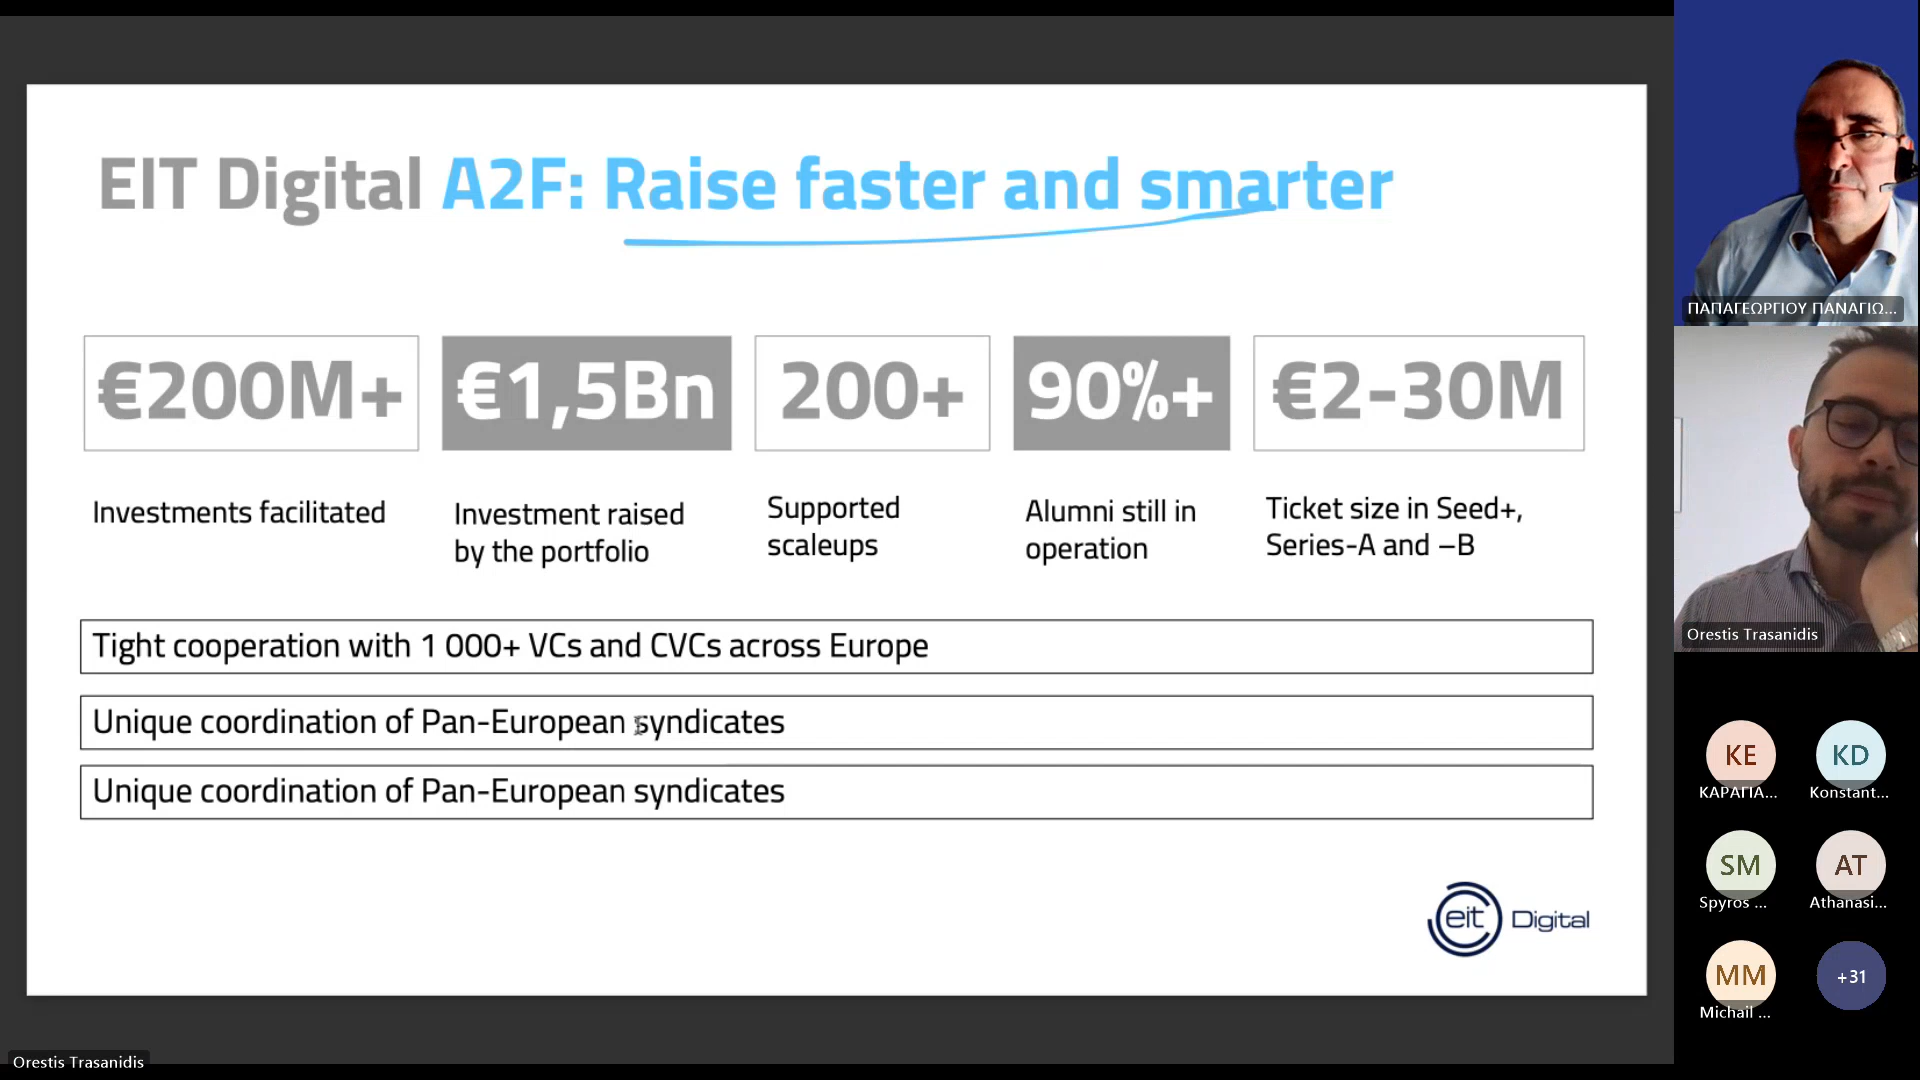 EIT Digital A2F: Raise faster and smarter
€200M+
€1,5Bn
200+
90%+
€2-30M
Investments facilitated
Investment raised
by the portfolio
Supported
scaleups
Alumni still in
operation
Ticket size in Seed+,
Series-A and –B
Tight cooperation with 1 000+ VCs and CVCs across Europe
Unique coordination of Pan-European syndicates
Unique coordination of Pan-European syndicates
eit Digital
Orestis Trasanidis
ΠΑΠΑΓΕΩΡΓΙΟΥ ΠΑΝΑΓΙΩ...
Orestis Trasanidis
KE
ΚΑΡΑΓΙΑ...
KD
Konstant...
SM
Spyros ...
AT
Athanasi...
MM
Michail ...
+31